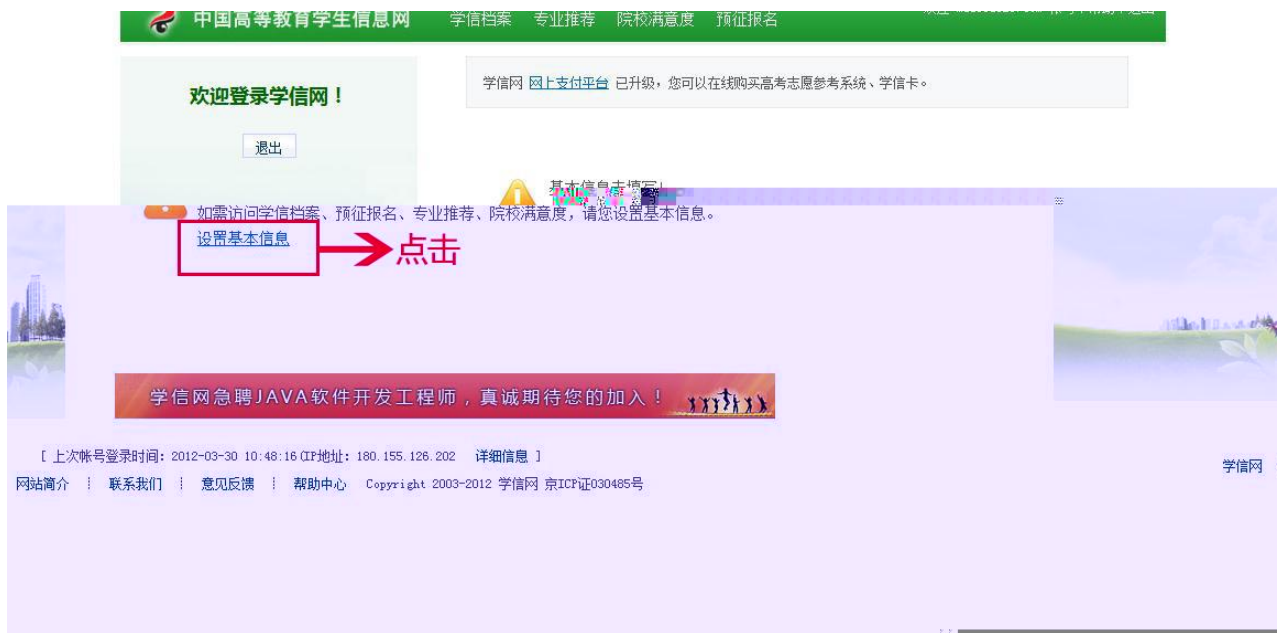 中国高等教育学生信息网 学信档案 专业推荐 院校满意度 预征报名
欢迎登录学信网！
学信网 网上支付平台 已升级，您可以在线购买高考志愿参考系统、学信卡。
退出
基本信息未填写!
如需访问学信档案、预征报名、专业推荐、院校满意度，请您设置基本信息。
设置基本信息
点击
学信网急聘JAVA软件开发工程师，真诚期待您的加入！
[ 上次帐号登录时间: 2012-03-30 10:48:16(IP地址: 180.155.126.202 详细信息 ]
学信网
网站简介 | 联系我们 | 意见反馈 | 帮助中心 Copyright 2003-2012 学信网 京ICP证030485号